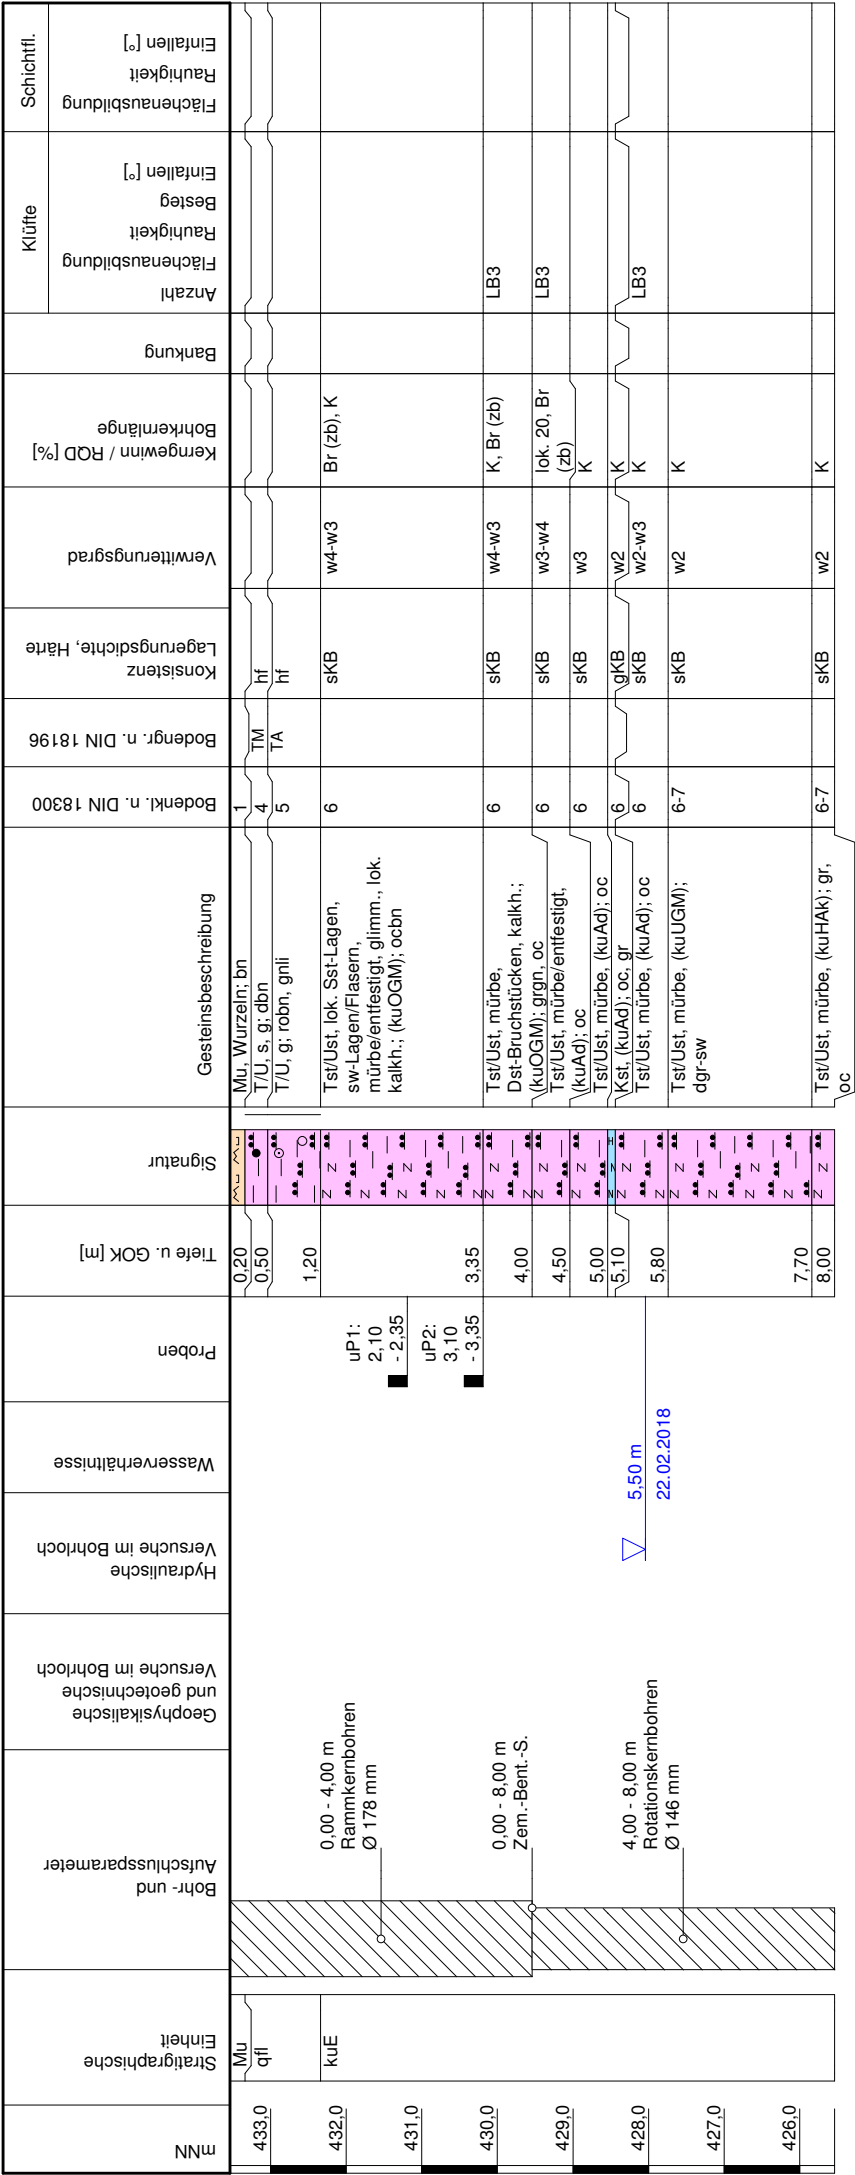 mNN
Stratigraphische
Einheit
Bohr- und
Aufschlussparameter
Geophysikalische
und geotechnische
Versuche im Bohrloch
Hydraulische
Versuche im Bohrloch
Wasserverhältnisse
Proben
Tiefe u. GOK [m]
Signatur
Gesteinsbeschreibung
Bodenkl. n. DIN 18300
Bodengr. n. DIN 18196
Konsistenz
Lagerungsdichte, Härte
Verwitterungsgrad
Kerngewinn / RQD [%]
Bohrkernlänge
Bankung
Klüfte
Anzahl
Flächenausbildung
Rauhigkeit
Besteg
Einfallen [°]
Schichtfl.
Flächenausbildung
Rauhigkeit
Einfallen [°]
433,0
432,0
431,0
430,0
429,0
428,0
427,0
426,0
Mu
qfl
kuE
0,00 - 4,00 m
Rammkernbohren
Ø 178 mm
0,00 - 8,00 m
Zem.-Bent.-S.
4,00 - 8,00 m
Rotationskernbohren
Ø 146 mm
5,50 m
22.02.2018
uP1:
2,10
- 2,35
uP2:
3,10
- 3,35
0,20
Mu, Wurzeln; bn
1
0,50
T/U, s, g; dbn
4
TM
hf
1,20
T/U, g; robn, gnli
5
TA
hf
3,35
Tst/Ust, lok. Sst-Lagen,
sw-Lagen/Flasern,
mürbe/entfestigt, glimm., lok.
kalkh.; (kuOGM); ocbn
6
sKB
w4-w3
Br (zb), K
4,00
Tst/Ust, mürbe,
Dst-Bruchstücken, kalkh.;
(kuOGM); grgn, oc
6
sKB
w4-w3
K, Br (zb)
LB3
4,50
Tst/Ust, mürbe/entfestigt,
(kuAd); oc
6
sKB
w3-w4
lok. 20, Br
(zb)
LB3
5,00
Tst/Ust, mürbe, (kuAd); oc
6
sKB
w3
K
5,10
Kst, (kuAd); oc, gr
6
gKB
w2
K
5,80
Tst/Ust, mürbe, (kuAd); oc
6
sKB
w2-w3
K
LB3
7,70
Tst/Ust, mürbe, (kuUGM);
dgr-sw
6-7
sKB
w2
K
8,00
Tst/Ust, mürbe, (kuHAk); gr,
oc
6-7
sKB
w2
K